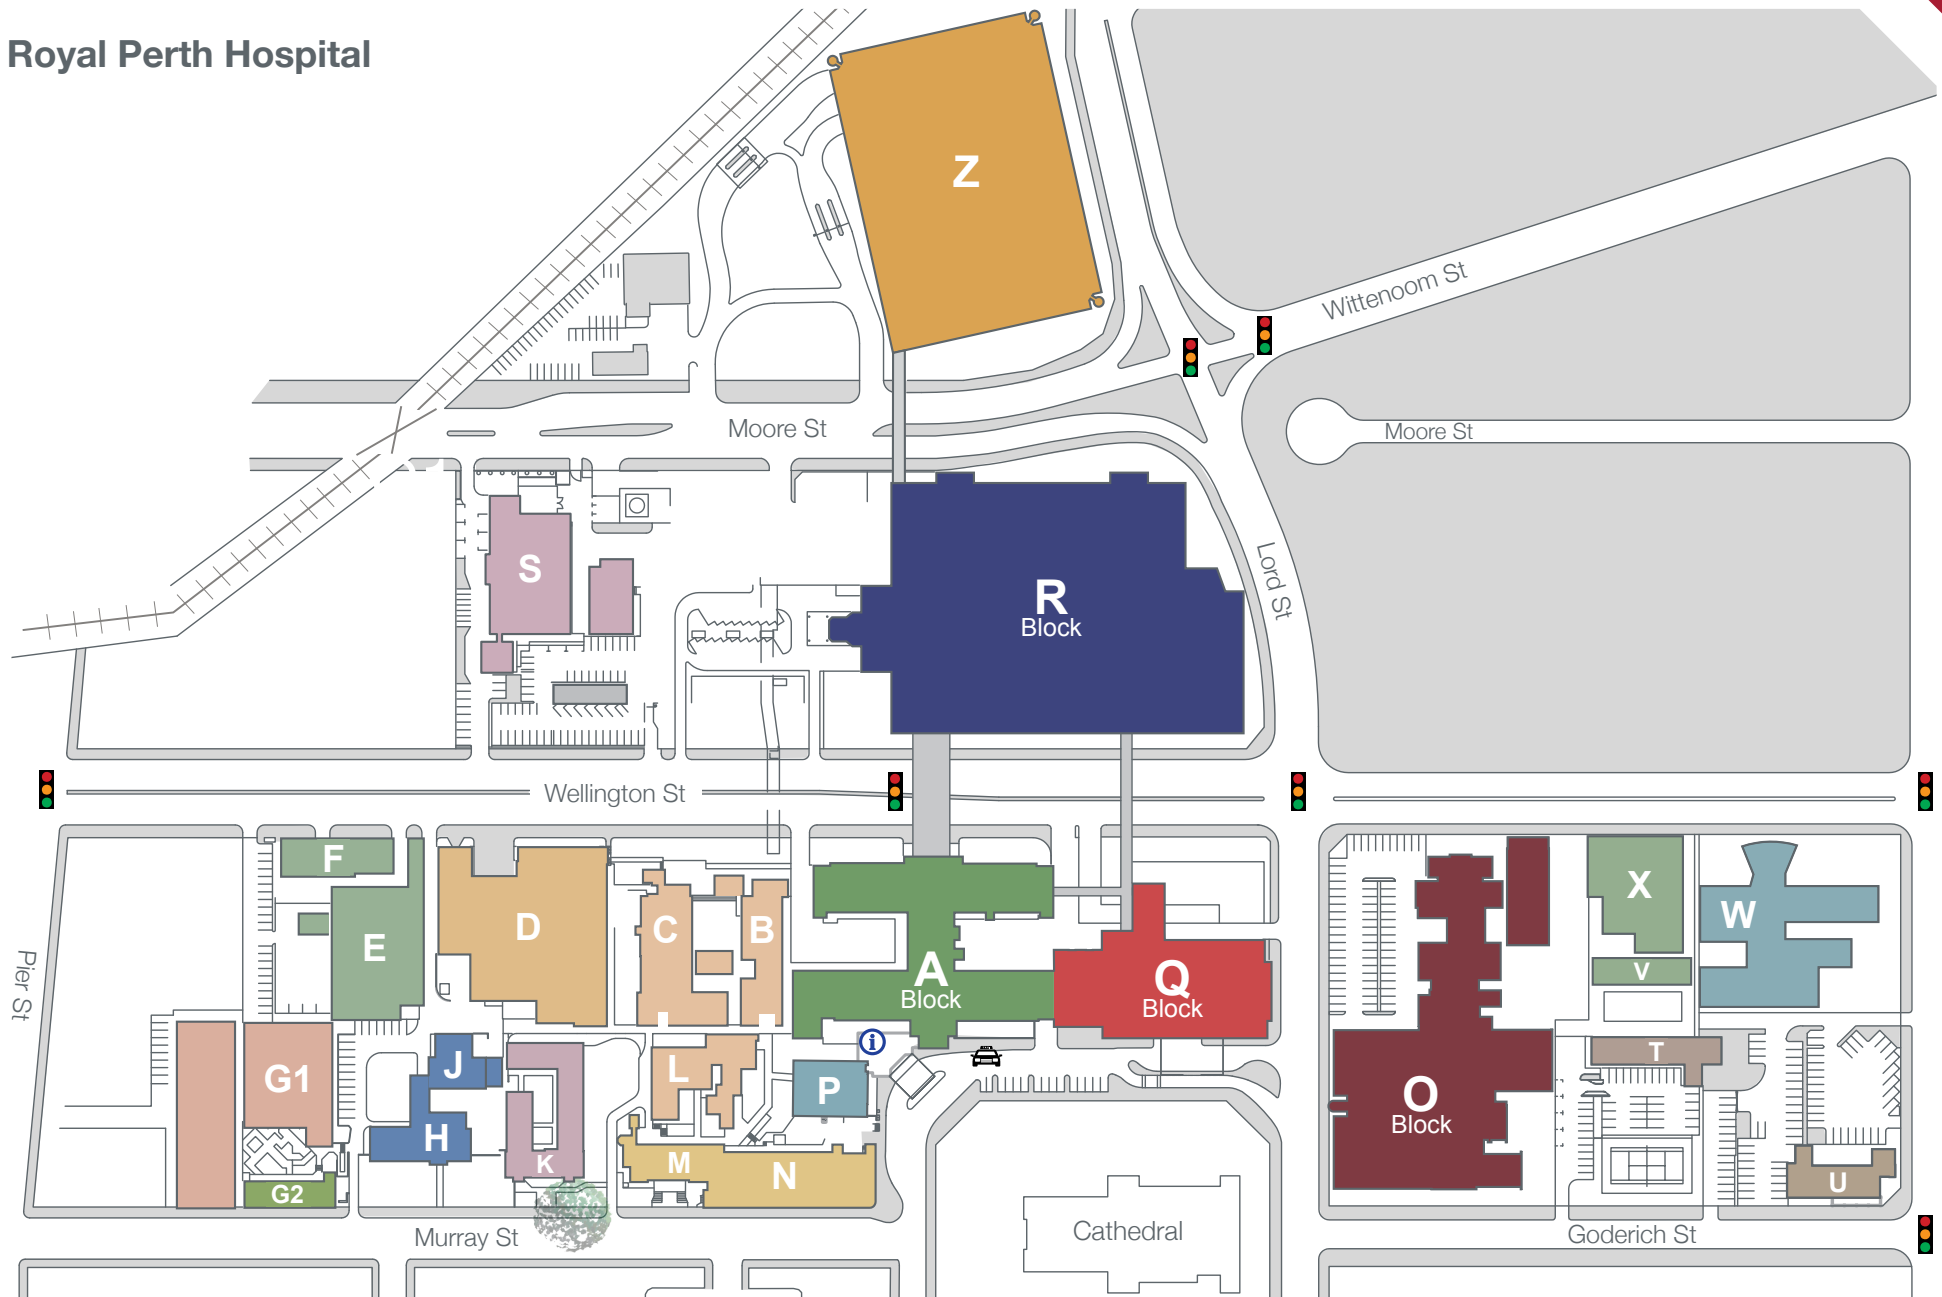 Royal Perth Hospital
Z
Wittenoom St
Moore St
Moore St
S
R
Block
Lord St
Wellington St
F
E
D
C
B
A
Block
Q
Block
X
W
V
Pier St
G1
J
H
K
L
P
i
M
N
G2
O
Block
T
U
Murray St
Cathedral
Goderich St